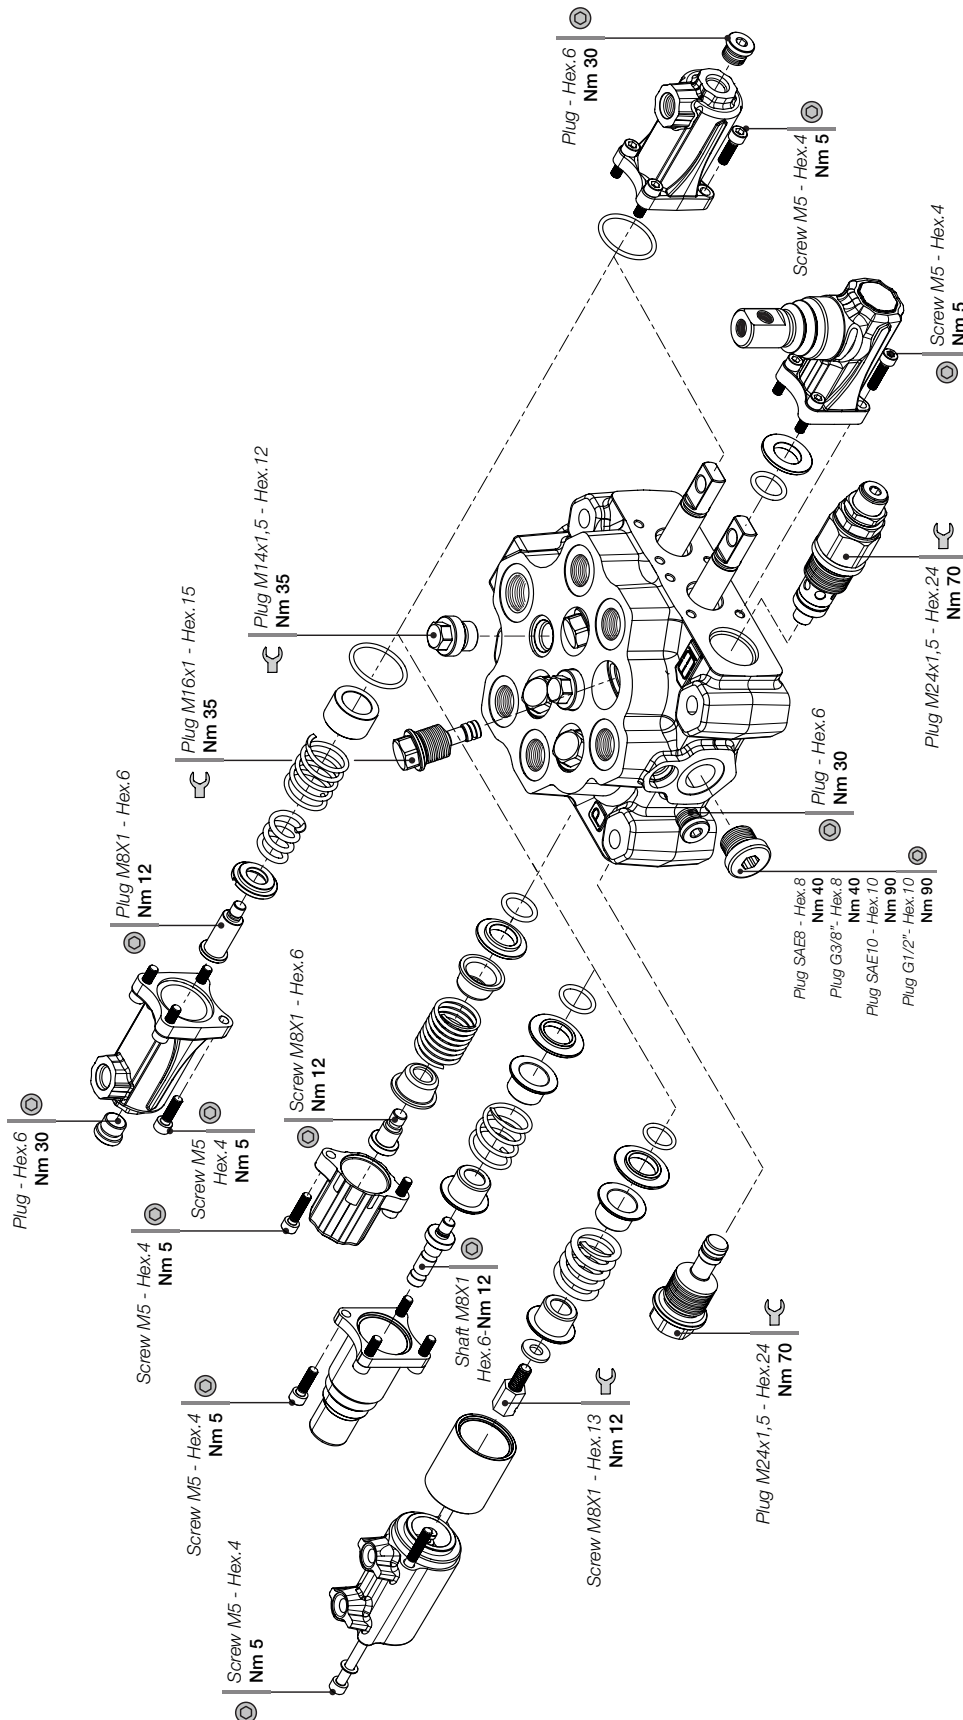 Plug - Hex.6
Nm 30
Screw M5 - Hex.4
Nm 5
Screw M5 - Hex.4
Nm 5
Plug M14x1,5 - Hex.12
Nm 35
Plug M16x1 - Hex.15
Nm 35
Plug M8X1 - Hex.6
Nm 12
Plug M24x1,5 - Hex.24
Nm 70
Plug - Hex.6
Nm 30
Plug SAE8 - Hex.8
Nm 40
Plug G3/8"- Hex.8
Nm 40
Plug SAE10 - Hex.10
Nm 90
Plug G1/2"- Hex.10
Nm 90
Screw M8X1 - Hex.6
Nm 12
Plug - Hex.6
Nm 30
Screw M5
Hex.4
Nm 5
Screw M5 - Hex.4
Nm 5
Shaft M8X1
Hex.6-Nm 12
Screw M5 - Hex.4
Nm 5
Screw M8X1 - Hex.13
Nm 12
Plug M24x1,5 - Hex.24
Nm 70
Screw M5 - Hex.4
Nm 5